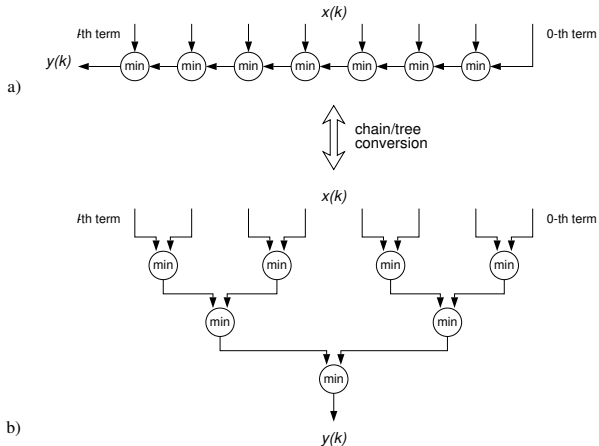 x(k)
I-th term
0-th term
y(k)
min min min min min min min
a)
chain/tree
conversion
x(k)
I-th term
0-th term
min min min min
min min
min
b)
y(k)